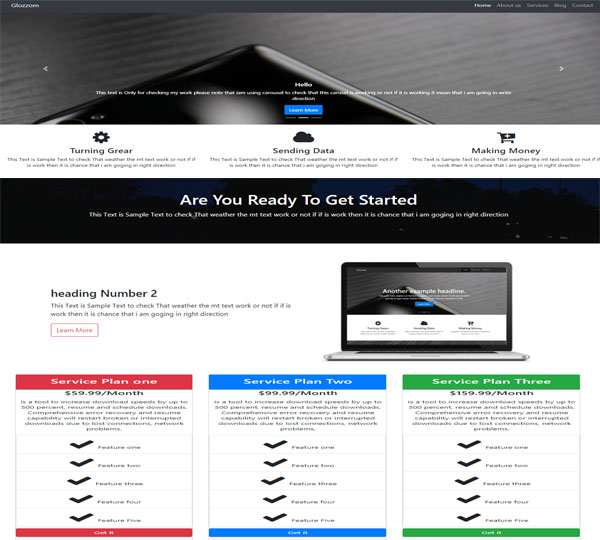 Glozzom
Home About us Services Blog Contact
Hello
This text is Only for checking my work please note that iam using carousel to check that this carusel is working or not if it is working it mean that i am going in write
direction
Learn More
Turning Gear
This Text is Sample Text to check That weather the mt text work or not if if
is work then it is chance that i am goging in right direction
Sending Data
This Text is Sample Text to check That weather the mt text work or not if if
is work then it is chance that i am goging in right direction
Making Money
This Text is Sample Text to check That weather the mt text work or not if if
is work then it is chance that i am goging in right direction
Are You Ready To Get Started
This Text is Sample Text to check That weather the mt text work or not if if is work then it is chance that i am goging in right direction
heading Number 2
This Text is Sample Text to check That weather the mt text work or not if if is
work then it is chance that i am goging in right direction
Learn More
Another example headline.
Turning Gears
Sending Data
Making Money
Service Plan one
$59.99/Month
is a tool to increase download speeds by up to
500 percent, resume and schedule downloads.
Comprehensive error recovery and resume
capability will restart broken or interrupted
downloads due to lost connections, network
problems,
Feature one
Feature two
Feature three
Feature four
Feature Five
Get it
Service Plan Two
$99.99/Month
is a tool to increase download speeds by up to
500 percent, resume and schedule downloads.
Comprehensive error recovery and resume
capability will restart broken or interrupted
downloads due to lost connections, network
problems,
Feature one
Feature two
Feature three
Feature four
Feature Five
Get it
Service Plan Three
$159.99/Month
is a tool to increase download speeds by up to
500 percent, resume and schedule downloads.
Comprehensive error recovery and resume
capability will restart broken or interrupted
downloads due to lost connections, network
problems,
Feature one
Feature two
Feature three
Feature four
Feature Five
Get it